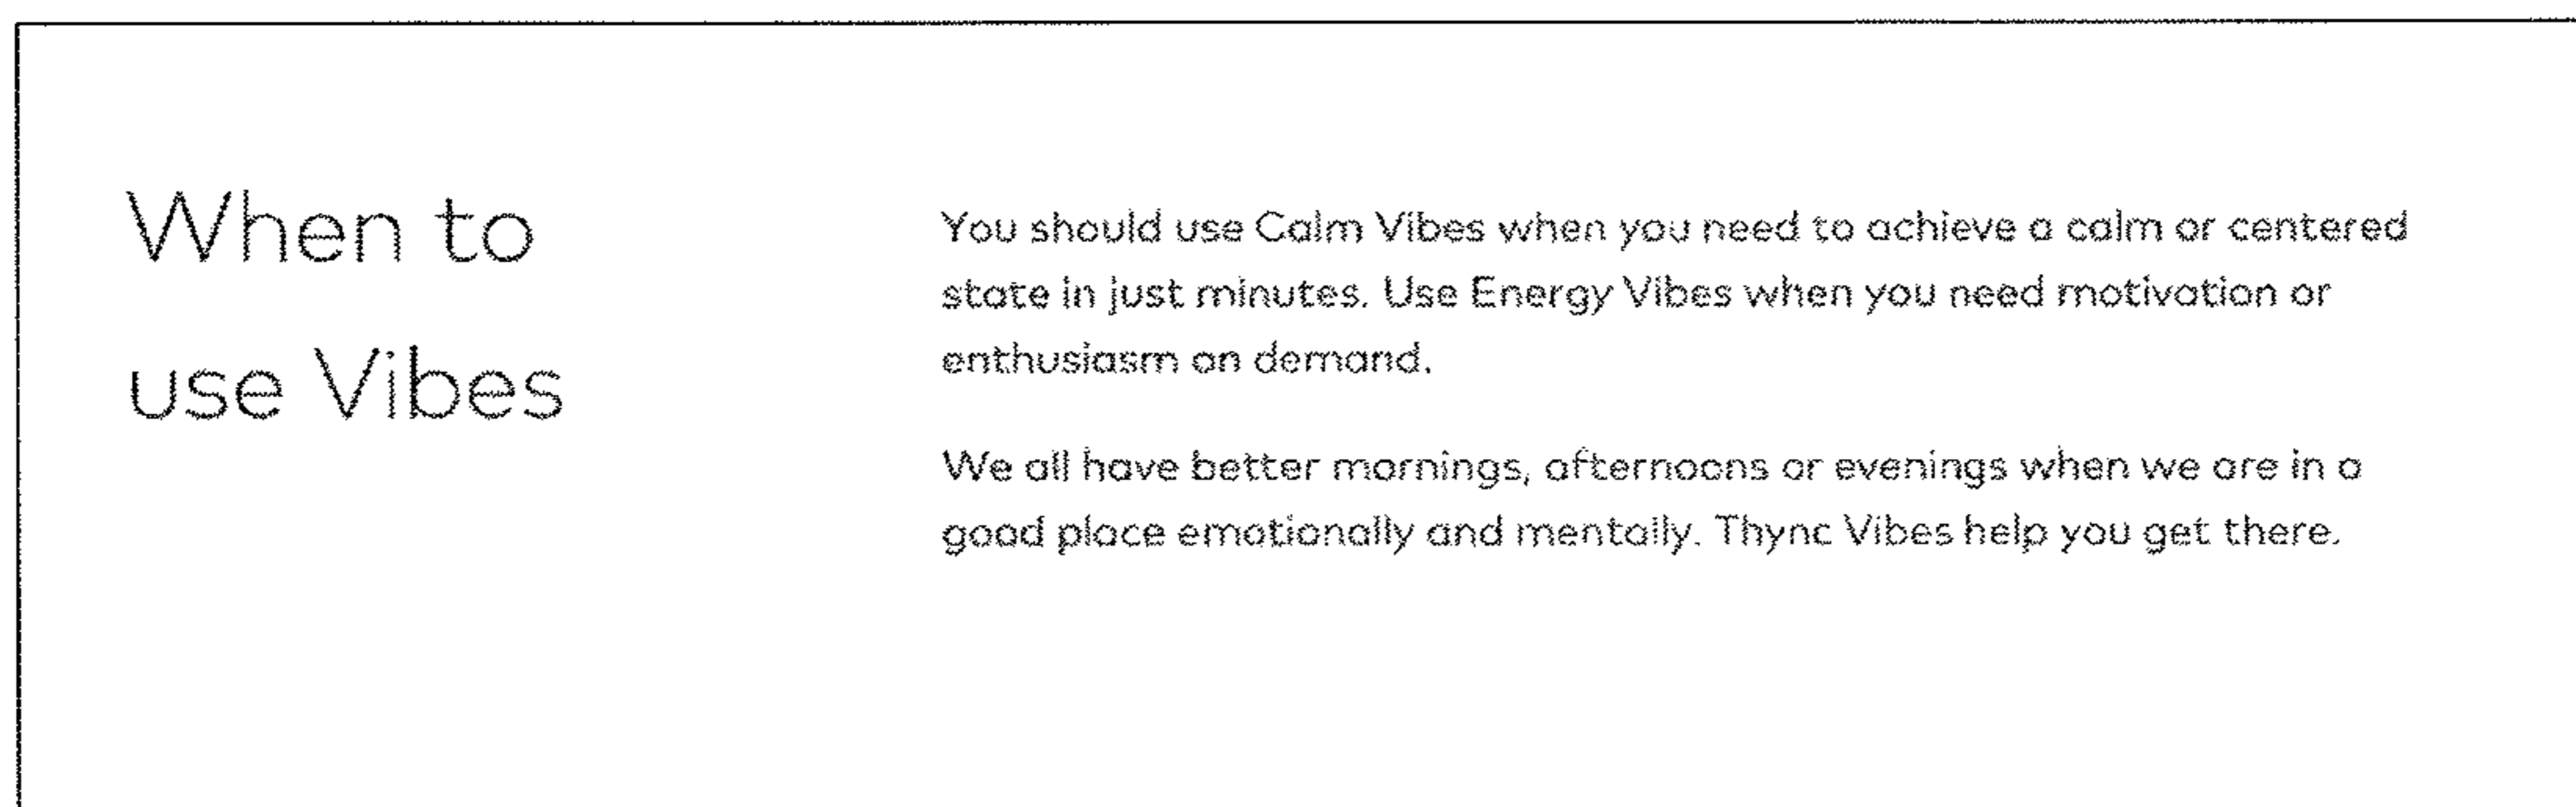 When to
use Vibes
You should use Calm Vibes when you need to achieve a calm or centered
state in just minutes. Use Energy Vibes when you need motivation or
enthusiasm on demand.
We all have better mornings, afternoons or evenings when we are in a
good place emotionally and mentally. Thync Vibes help you get there.